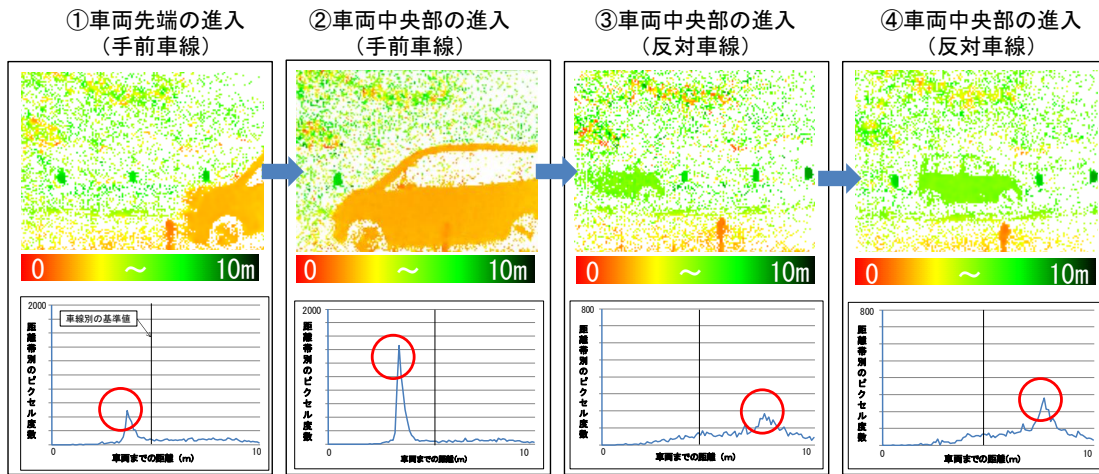 ①車両先端の進入
(手前車線)
②車両中央部の進入
(手前車線)
③車両中央部の進入
(反対車線)
④車両中央部の進入
(反対車線)
0 ~ 10m
0 ~ 10m
0 ~ 10m
0 ~ 10m
2000
車線別の基準値
距離帯別のピクセル度数
0
10
車両までの距離 (m)
2000
距離帯別のピクセル度数
0
10
車両までの距離(m)
800
距離帯別のピクセル度数
0
10
車両までの距離(m)
800
距離帯別のピクセル度数
0
10
車両までの距離(m)